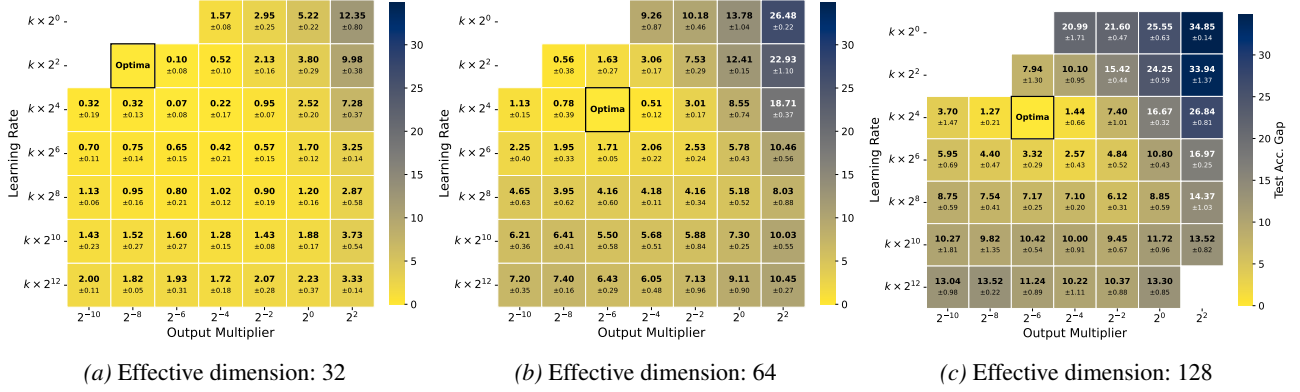 k × 2^0 1.57 2.95 5.22 12.35
±0.08 ±0.25 ±0.22 ±0.80
k × 2^2 Optima 0.10 0.52 2.13 3.80 9.98
±0.08 ±0.10 ±0.16 ±0.29 ±0.38
k × 2^4 0.32 0.32 0.07 0.22 0.95 2.52 7.28
±0.19 ±0.13 ±0.08 ±0.17 ±0.07 ±0.20 ±0.37
k × 2^6 0.70 0.75 0.65 0.42 0.57 1.70 3.25
±0.11 ±0.14 ±0.15 ±0.21 ±0.15 ±0.12 ±0.14
k × 2^8 1.13 0.95 0.80 1.02 0.90 1.20 2.87
±0.06 ±0.16 ±0.21 ±0.12 ±0.19 ±0.16 ±0.58
k × 2^10 1.43 1.52 1.60 1.28 1.43 1.88 3.73
±0.23 ±0.27 ±0.27 ±0.15 ±0.08 ±0.17 ±0.54
k × 2^12 2.00 1.82 1.93 1.72 2.07 2.23 3.33
±0.11 ±0.05 ±0.31 ±0.18 ±0.28 ±0.37 ±0.14
2^-10 2^-8 2^-6 2^-4 2^-2 2^0 2^2
Learning Rate
Output Multiplier
30
25
20
15
10
5
0
(a) Effective dimension: 32
k × 2^0 9.26 10.18 13.78 26.48
±0.87 ±0.46 ±1.04 ±0.22
k × 2^2 0.56 1.63 3.06 7.53 12.41 22.93
±0.38 ±0.27 ±0.17 ±0.29 ±0.15 ±1.10
k × 2^4 1.13 0.78 Optima 0.51 3.01 8.55 18.71
±0.15 ±0.39 ±0.12 ±0.17 ±0.74 ±0.37
k × 2^6 2.25 1.95 1.71 2.06 2.53 5.78 10.46
±0.40 ±0.33 ±0.05 ±0.22 ±0.24 ±0.43 ±0.56
k × 2^8 4.65 3.95 4.16 4.18 4.16 5.18 8.03
±0.63 ±0.62 ±0.60 ±0.34 ±0.44 ±0.52 ±0.88
k × 2^10 6.21 6.41 5.50 5.68 5.88 7.30 10.03
±0.36 ±0.41 ±0.58 ±0.51 ±0.84 ±0.25 ±0.55
k × 2^12 7.20 7.40 6.43 6.05 7.13 9.11 10.45
±0.35 ±0.16 ±0.29 ±0.48 ±0.96 ±0.90 ±0.27
2^-10 2^-8 2^-6 2^-4 2^-2 2^0 2^2
Learning Rate
Output Multiplier
30
25
20
15
10
5
0
(b) Effective dimension: 64
k × 2^0 20.99 21.60 25.55 34.85
±1.71 ±0.47 ±0.63 ±0.14
k × 2^2 7.94 10.10 15.42 24.25 33.94
±1.30 ±0.95 ±0.44 ±0.59 ±1.37
k × 2^4 3.70 1.27 Optima 1.44 7.40 16.67 26.84
±1.47 ±0.21 ±0.66 ±1.01 ±0.32 ±0.81
k × 2^6 5.95 4.40 3.32 2.57 4.84 10.80 16.97
±0.69 ±0.47 ±0.29 ±0.51 ±0.52 ±0.43 ±0.25
k × 2^8 8.75 7.54 7.17 7.10 6.12 8.85 14.37
±0.59 ±0.41 ±0.25 ±0.20 ±0.31 ±0.59 ±1.03
k × 2^10 10.27 9.82 10.42 10.00 9.45 11.72 13.52
±1.81 ±1.35 ±0.54 ±0.91 ±0.67 ±0.96 ±0.82
k × 2^12 13.04 13.52 11.24 10.22 10.37 13.30
±0.98 ±0.22 ±0.89 ±1.11 ±0.88 ±0.85
2^-10 2^-8 2^-6 2^-4 2^-2 2^0 2^2
Learning Rate
Output Multiplier
30
25
20
15
10
5
0
Test Acc. Gap
(c) Effective dimension: 128